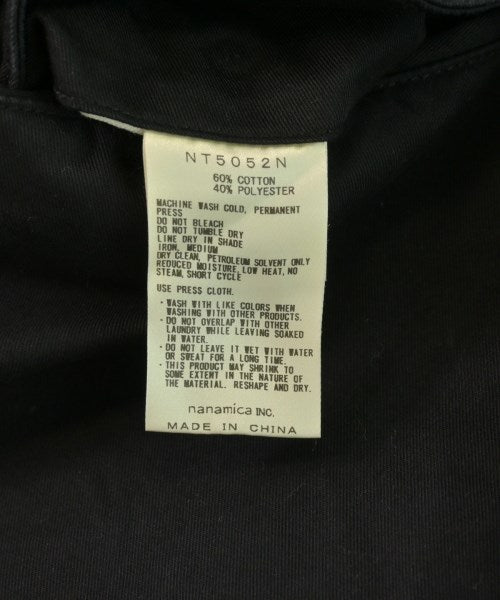 NT5052N
60% COTTON
40% POLYESTER
MACHINE WASH COLD, PERMANENT
PRESS
DO NOT BLEACH
DO NOT TUMBLE DRY
LINE DRY IN SHADE
IRON, MEDIUM
DRY CLEAN, PETROLEUM SOLVENT ONLY
REDUCED MOISTURE, LOW HEAT, NO
STEAM, SHORT CYCLE
USE PRESS CLOTH.
・WASH WITH LIKE COLORS WHEN
WASHING WITH OTHER PRODUCTS.
・DO NOT OVERLAP WITH OTHER
LAUNDRY WHILE LEAVING SOAKED
IN WATER.
・DO NOT LEAVE IT WET WITH WATER
OR SWEAT FOR A LONG TIME.
・THIS PRODUCT MAY SHRINK TO
SOME EXTENT IN THE NATURE OF
THE MATERIAL. RESHAPE AND DRY.
nanamica INC.
MADE IN CHINA